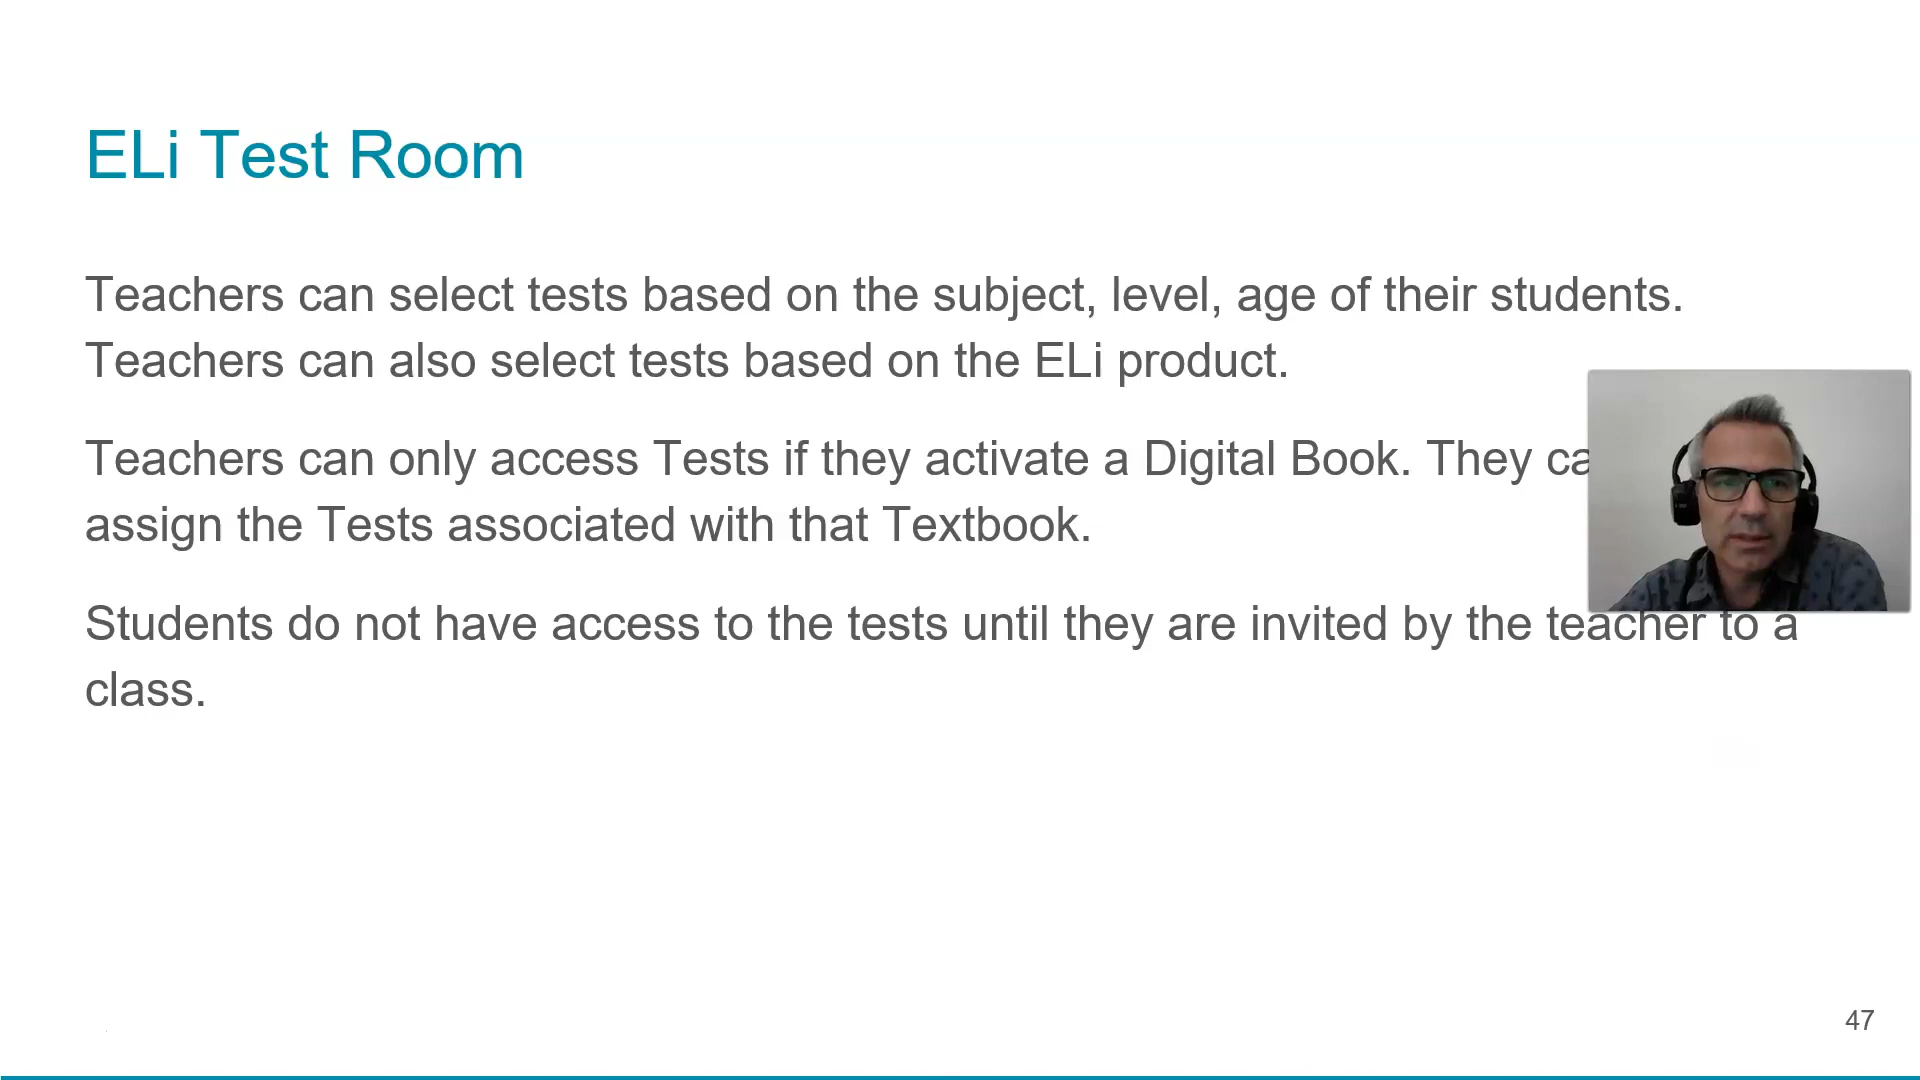 ELi Test Room
Teachers can select tests based on the subject, level, age of their students.
Teachers can also select tests based on the ELi product.
Teachers can only access Tests if they activate a Digital Book. They
assign the Tests associated with that Textbook.
Students do not have access to the tests until they are invited by the teacher to a
class.
47